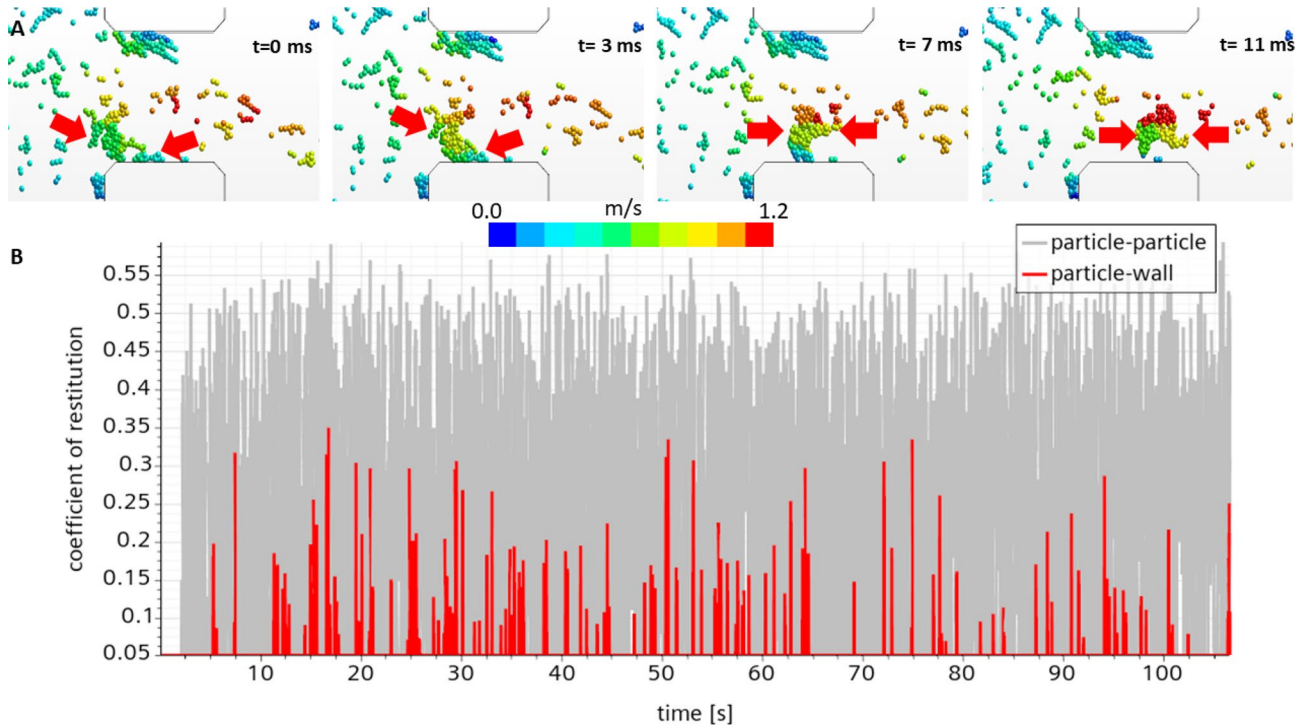 A
t=0 ms
t= 3 ms
t= 7 ms
t= 11 ms
0.0
m/s
1.2
B
particle-particle
particle-wall
0.55
0.5
0.45
0.4
0.35
0.3
0.25
0.2
0.15
0.1
0.05
coefficient of restitution
10
20
30
40
50
60
70
80
90
100
time [s]